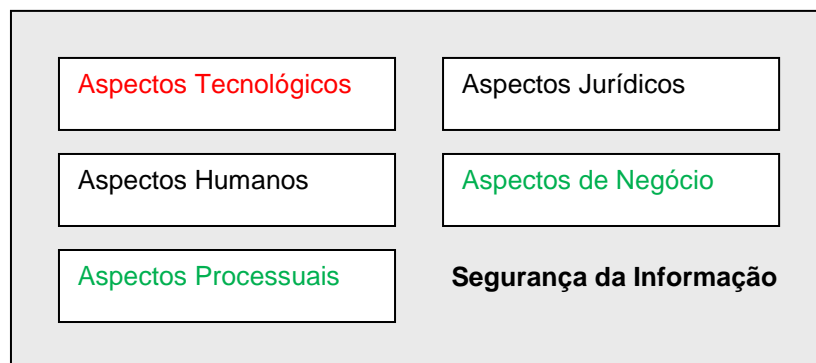 Aspectos Tecnológicos
Aspectos Jurídicos
Aspectos Humanos
Aspectos de Negócio
Aspectos Processuais
Segurança da Informação